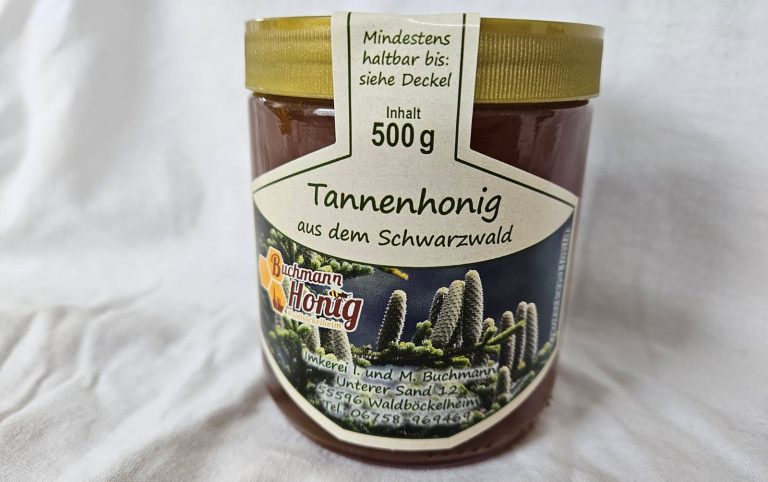 Mindestens
haltbar bis:
siehe Deckel
Inhalt
500 g
Tannenhonig
aus dem Schwarzwald
Buchmann
Honig
Imkerei I. und M. Buchmann
Unterer Sand 12
55596 Waldböckelheim
Tel. 06758-969469